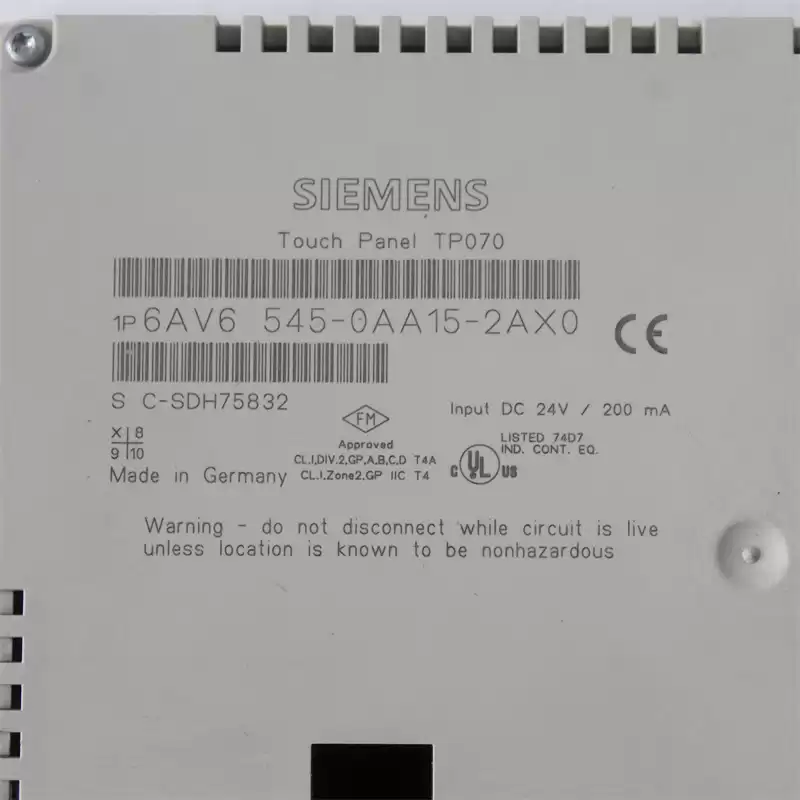 SIEMENS
Touch Panel TP070
1P 6AV6 545-0AA15-2AX0
CE
S C-SDH75832
X 8
9 10
Made in Germany
FM
Approved
CL.I,DIV.2,GP,A,B,C,D T4A
CL.I,Zone2,GP IIC T4
Input DC 24V / 200 mA
C UL US
LISTED 74D7
IND. CONT. EQ.
Warning - do not disconnect while circuit is live
unless location is known to be nonhazardous